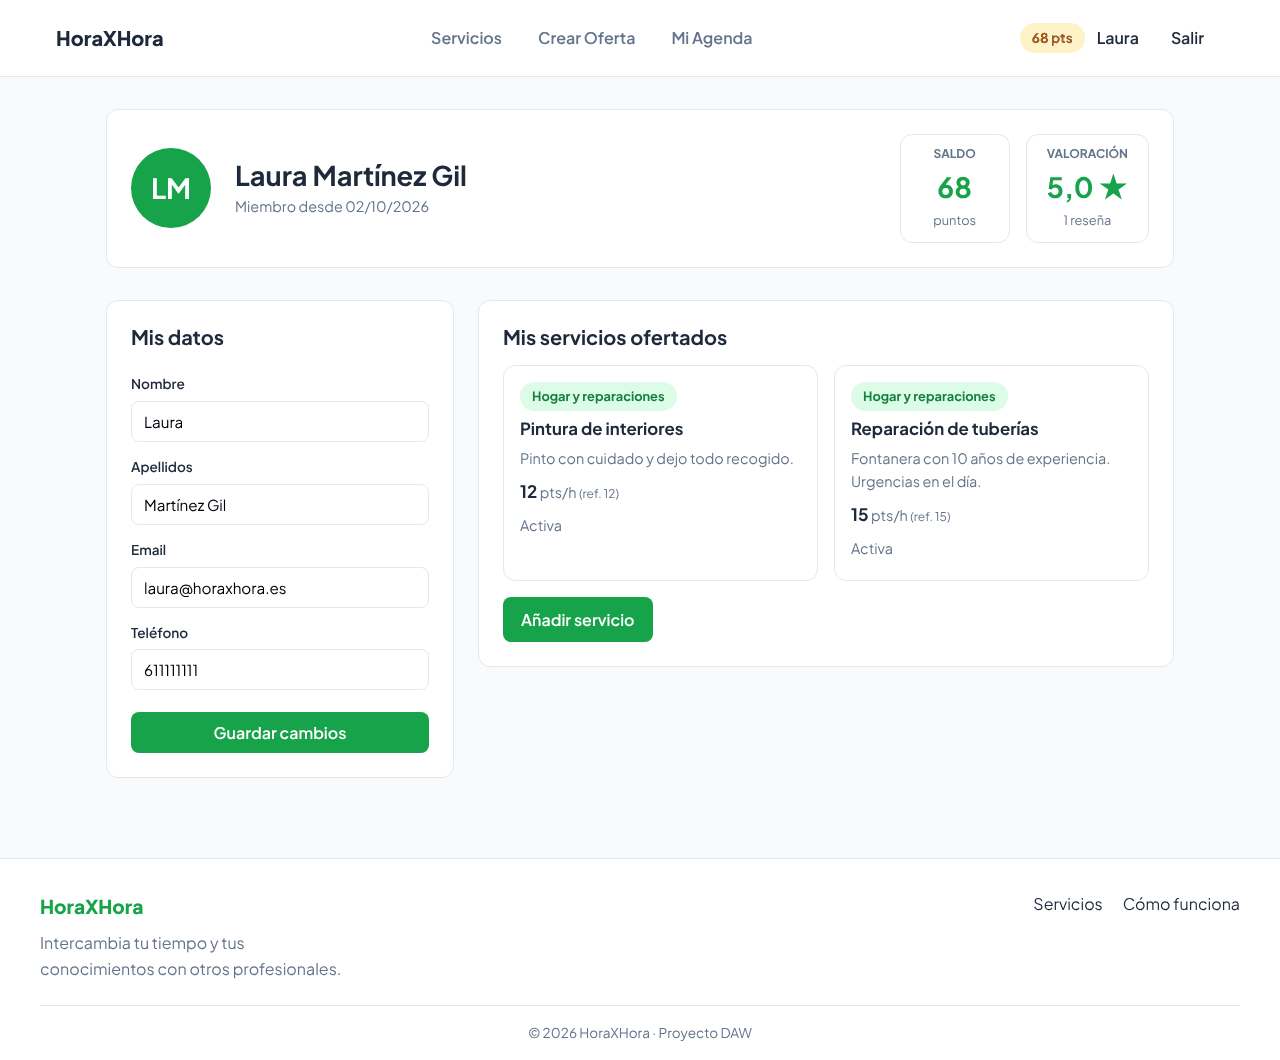 HoraXHora
Servicios
Crear Oferta
Mi Agenda
68 pts
Laura
Salir
LM
Laura Martínez Gil
Miembro desde 02/10/2026
SALDO
68
puntos
VALORACIÓN
5,0 ★
1 reseña
Mis datos
Nombre
Laura
Apellidos
Martínez Gil
Email
laura@horaxhora.es
Teléfono
611111111
Guardar cambios
Mis servicios ofertados
Hogar y reparaciones
Pintura de interiores
Pinto con cuidado y dejo todo recogido.
12 pts/h (ref. 12)
Activa
Hogar y reparaciones
Reparación de tuberías
Fontanera con 10 años de experiencia.
Urgencias en el día.
15 pts/h (ref. 15)
Activa
Añadir servicio
HoraXHora
Intercambia tu tiempo y tus
conocimientos con otros profesionales.
Servicios
Cómo funciona
© 2026 HoraXHora · Proyecto DAW